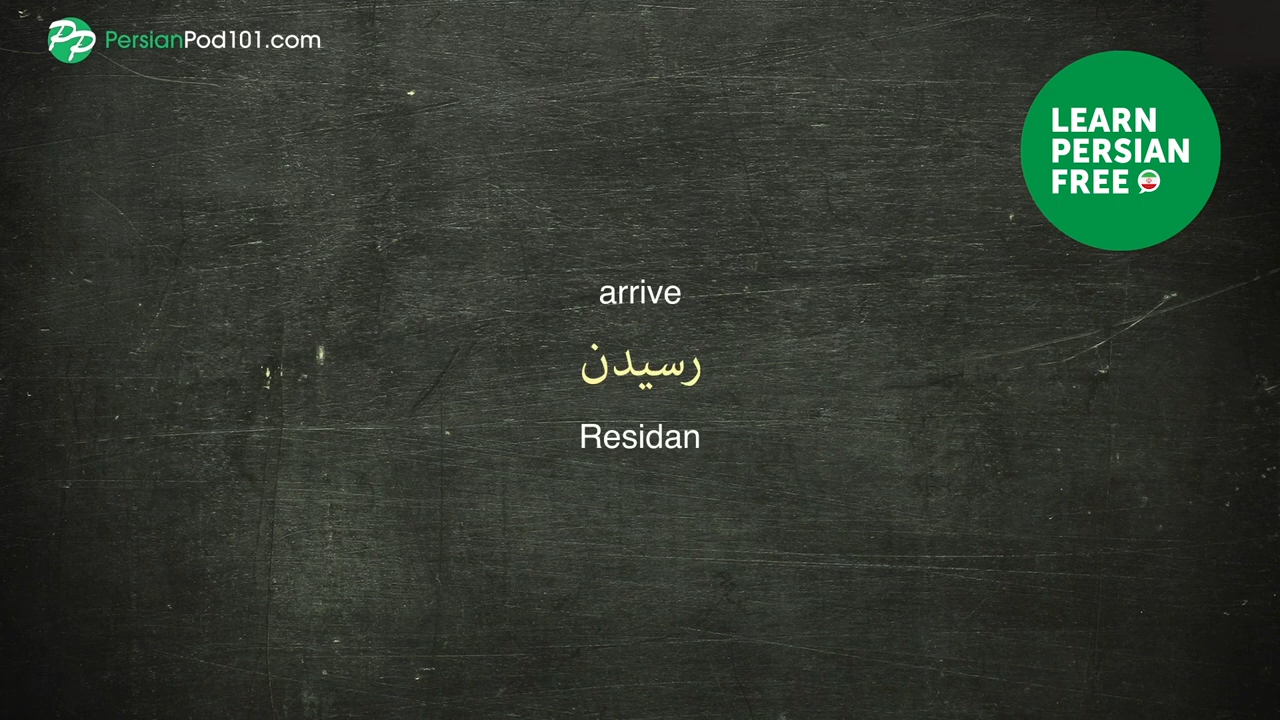 PersianPod101.com
LEARN
PERSIAN
FREE
arrive
رسیدن
Residan